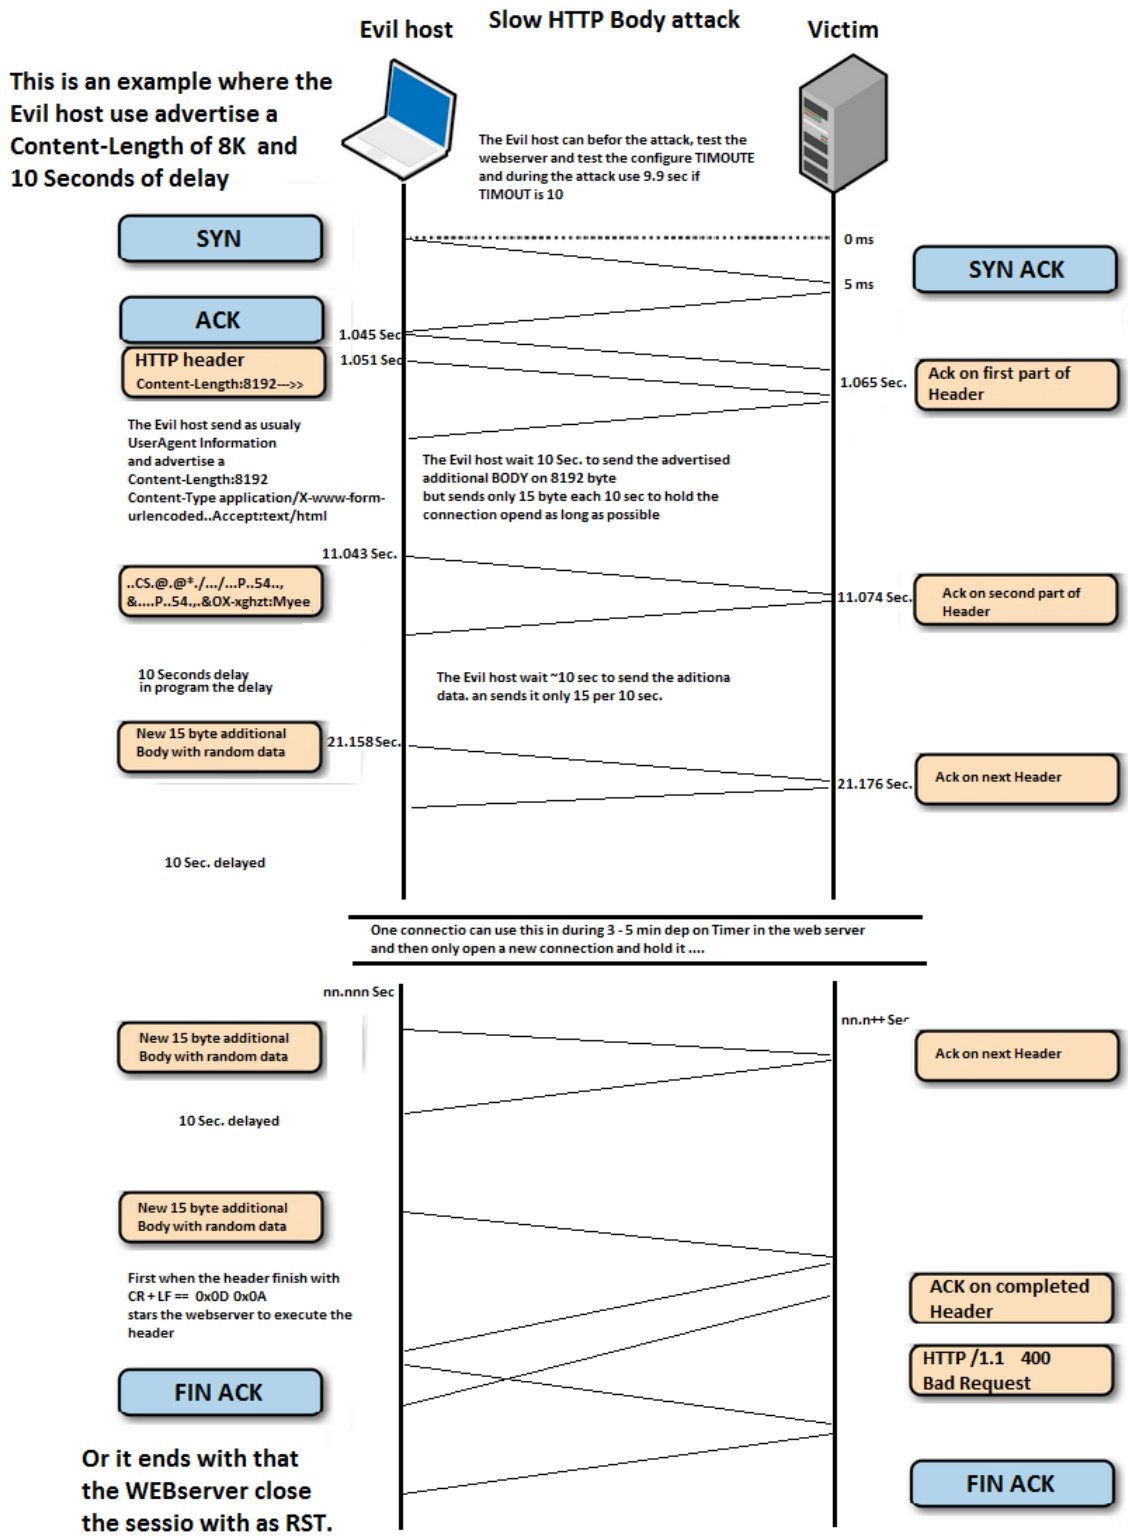 Slow HTTP Body attack
Evil host
Victim
This is an example where the
Evil host use advertise a
Content-Length of 8K and
10 Seconds of delay
The Evil host can befor the attack, test the
webserver and test the configure TIMOUTE
and during the attack use 9.9 sec if
TIMOUT is 10
SYN
0 ms
SYN ACK
5 ms
ACK
1.045 Sec
HTTP header
Content-Length:8192--->>
1.051 Sec
1.065 Sec.
Ack on first part of
Header
The Evil host send as usualy
UserAgent Information
and advertise a
Content-Length:8192
Content-Type application/X-www-form-
urlencoded..Accept:text/html
The Evil host wait 10 Sec. to send the advertised
additional BODY on 8192 byte
but sends only 15 byte each 10 sec to hold the
connection opend as long as possible
11.043 Sec.
..CS.@.@*./.../...P..54..,
&....P..54.,.&OX-xghzt:Myee
11.074 Sec.
Ack on second part of
Header
10 Seconds delay
in program the delay
The Evil host wait ~10 sec to send the aditiona
data. an sends it only 15 per 10 sec.
New 15 byte additional
Body with random data
21.158Sec.
21.176 Sec.
Ack on next Header
10 Sec. delayed
One connectio can use this in during 3 - 5 min dep on Timer in the web server
and then only open a new connection and hold it ....
nn.nnn Sec
nn.n++ Sec
New 15 byte additional
Body with random data
Ack on next Header
10 Sec. delayed
New 15 byte additional
Body with random data
First when the header finish with
CR + LF == 0x0D 0x0A
stars the webserver to execute the
header
ACK on completed
Header
HTTP /1.1 400
Bad Request
FIN ACK
Or it ends with that
the WEBserver close
the sessio with as RST.
FIN ACK